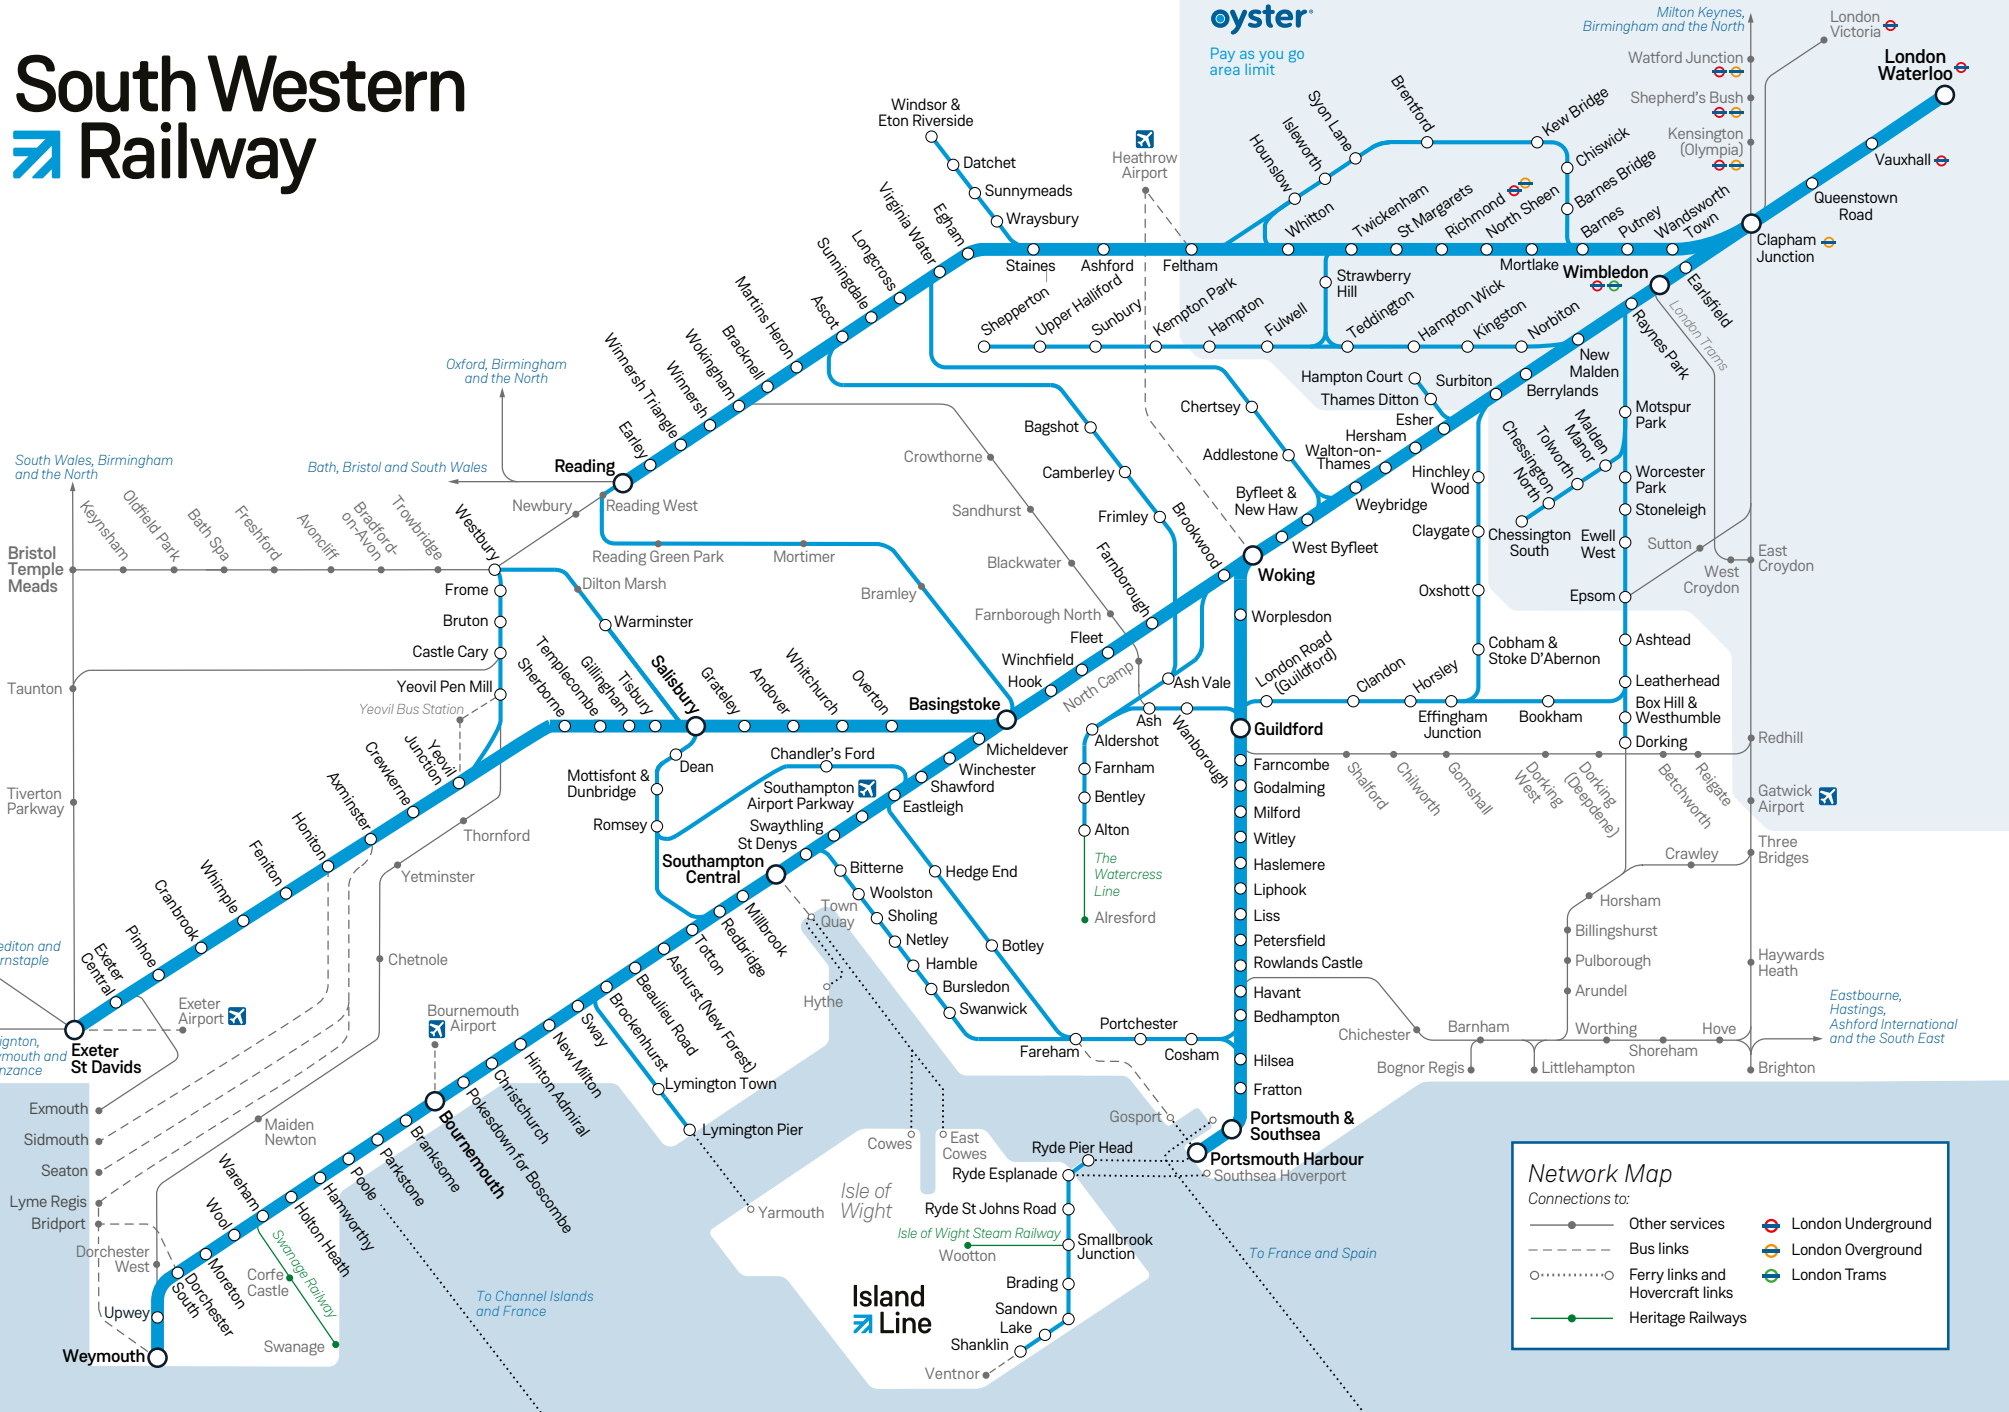 South Western
Railway
oyster
Pay as you go
area limit
Milton Keynes,
Birmingham and the North
London
Victoria
Watford Junction
London
Waterloo
Shepherd's Bush
Kensington
(Olympia)
Vauxhall
Queenstown
Road
Clapham
Junction
Windsor &
Eton Riverside
Datchet
Sunnymeads
Wraysbury
Heathrow
Airport
Hounslow
Isleworth
Syon Lane
Brentford
Kew Bridge
Chiswick
Barnes Bridge
Virginia Water
Egham
Staines
Ashford
Feltham
Whitton
Twickenham
St Margarets
Richmond
North Sheen
Mortlake
Barnes
Putney
Wandsworth
Town
Wimbledon
Earlsfield
London Trams
Strawberry
Hill
Shepperton
Upper Halliford
Sunbury
Kempton Park
Hampton
Fulwell
Teddington
Hampton Wick
Kingston
Norbiton
New
Malden
Raynes Park
Berrylands
Surbiton
Hampton Court
Thames Ditton
Esher
Hersham
Walton-on-
Thames
Weybridge
Byfleet &
New Haw
West Byfleet
Woking
Chertsey
Addlestone
Longcross
Sunningdale
Ascot
Martins Heron
Bracknell
Wokingham
Winnersh
Winnersh Triangle
Earley
Reading
Oxford, Birmingham
and the North
Bath, Bristol and South Wales
Newbury
Reading West
Reading Green Park
Mortimer
Bramley
Crowthorne
Sandhurst
Blackwater
Farnborough North
North Camp
Bagshot
Camberley
Frimley
Brookwood
Farnborough
Fleet
Winchfield
Hook
Basingstoke
Ash Vale
Ash
Wanborough
Aldershot
Farnham
Bentley
Alton
The
Watercress
Line
Alresford
Motspur
Park
Malden
Manor
Tolworth
Chessington
North
Chessington
South
Worcester
Park
Stoneleigh
Ewell
West
Epsom
Sutton
West
Croydon
East
Croydon
Hinchley
Wood
Claygate
Oxshott
Cobham &
Stoke D'Abernon
Ashtead
Leatherhead
Box Hill &
Westhumble
Dorking
Bookham
Effingham
Junction
Horsley
Clandon
London Road
(Guildford)
Worplesdon
Guildford
Shalford
Chilworth
Gomshall
Dorking
West
Dorking
(Deepdene)
Betchworth
Reigate
Redhill
Gatwick
Airport
Three
Bridges
Crawley
Horsham
Billingshurst
Pulborough
Arundel
Haywards
Heath
Eastbourne,
Hastings,
Ashford International
and the South East
Chichester
Barnham
Bognor Regis
Littlehampton
Worthing
Shoreham
Hove
Brighton
Farncombe
Godalming
Milford
Witley
Haslemere
Liphook
Liss
Petersfield
Rowlands Castle
Havant
Bedhampton
Hilsea
Fratton
Portsmouth &
Southsea
Portsmouth Harbour
Southsea Hoverport
Gosport
South Wales, Birmingham
and the North
Bristol
Temple
Meads
Keynsham
Oldfield Park
Bath Spa
Freshford
Avoncliff
Bradford-
on-Avon
Trowbridge
Westbury
Dilton Marsh
Warminster
Frome
Bruton
Castle Cary
Yeovil Pen Mill
Yeovil Bus Station
Taunton
Tiverton
Parkway
Sherborne
Templecombe
Gillingham
Tisbury
Salisbury
Grateley
Andover
Whitchurch
Overton
Dean
Mottisfont &
Dunbridge
Romsey
Chandler's Ford
Southampton
Airport Parkway
Swaythling
St Denys
Southampton
Central
Micheldever
Winchester
Shawford
Eastleigh
Hedge End
Botley
Bitterne
Woolston
Sholing
Netley
Hamble
Bursledon
Swanwick
Fareham
Portchester
Cosham
Yeovil
Junction
Crewkerne
Axminster
Honiton
Feniton
Whimple
Cranbrook
Pinhoe
Exeter
Central
Exeter
St Davids
Exeter
Airport
Thornford
Yetminster
Chetnole
Maiden
Newton
Dorchester
West
Exmouth
Sidmouth
Seaton
Lyme Regis
Bridport
Town
Quay
Hythe
Millbrook
Redbridge
Totton
Ashurst (New Forest)
Beaulieu Road
Brockenhurst
Sway
New Milton
Hinton Admiral
Christchurch
Pokesdown for Boscombe
Bournemouth
Bournemouth
Airport
Branksome
Parkstone
Poole
Hamworthy
Holton Heath
Wareham
Wool
Moreton
Dorchester
South
Upwey
Weymouth
Swanage Railway
Corfe
Castle
Swanage
Lymington Town
Lymington Pier
Yarmouth
Cowes
East
Cowes
Isle of
Wight
Ryde Pier Head
Ryde Esplanade
Ryde St Johns Road
Isle of Wight Steam Railway
Wootton
Smallbrook
Junction
Brading
Sandown
Lake
Shanklin
Ventnor
Island
Line
To Channel Islands
and France
To France and Spain
Network Map
Connections to:
Other services
Bus links
Ferry links and
Hovercraft links
Heritage Railways
London Underground
London Overground
London Trams